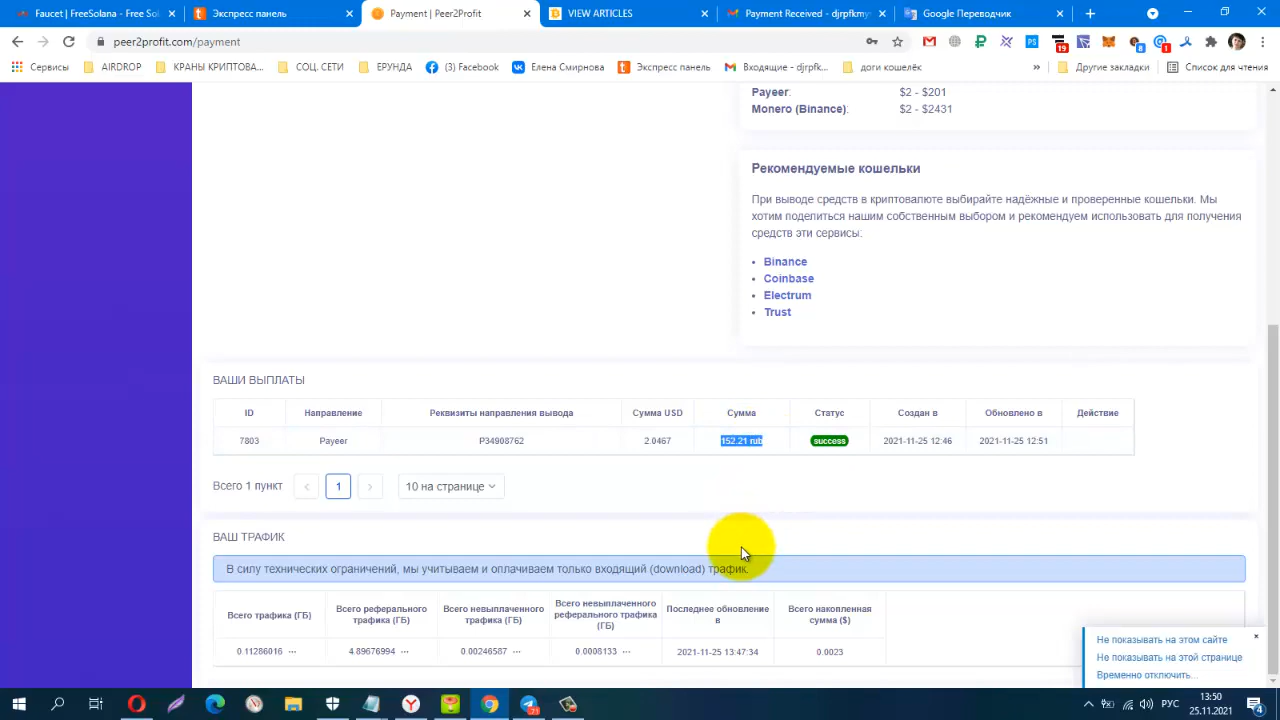 Faucet | FreeSolana - Free Sol
Экспресс панель
Payment | Peer2Profit
VIEW ARTICLES
Payment Received - djrpfkmy
Google Переводчик
peer2profit.com/payment
19
8
1
Сервисы
AIRDROP
КРАНЫ КРИПТОВА...
СОЦ. СЕТИ
ЕРУНДА
(3) Facebook
Елена Смирнова
Экспресс панель
Входящие - djrpf...
доги кошелёк
»
Другие закладки
Список для чтения
Payeer: $2 - $201
Monero (Binance): $2 - $2431
Рекомендуемые кошельки
При выводе средств в криптовалюте выбирайте надёжные и проверенные кошельки. Мы
хотим поделиться нашим собственным выбором и рекомендуем использовать для получения
средств эти сервисы:
Binance
Coinbase
Electrum
Trust
ВАШИ ВЫПЛАТЫ
ID Направление Реквизиты направления вывода Сумма USD Сумма Статус Создан в Обновлено в Действие
7803 Payeer P34908762 2.0467 152.21 rub success 2021-11-25 12:46 2021-11-25 12:51
Всего 1 пункт < 1 > 10 на странице
ВАШ ТРАФИК
В силу технических ограничений, мы учитываем и оплачиваем только входящий (download) трафик.
Всего трафика (ГБ)
Всего реферального
трафика (ГБ)
Всего невыплаченного
трафика (ГБ)
Всего невыплаченного
реферального трафика
(ГБ)
Последнее обновление
в
Всего накопленная
сумма ($)
0.11286016 ··· 4.89676994 ··· 0.00246587 ··· 0.0008133 ··· 2021-11-25 13:47:34 0.0023
Не показывать на этом сайте
Не показывать на этой странице
Временно отключить...
РУС
13:50
25.11.2021
4